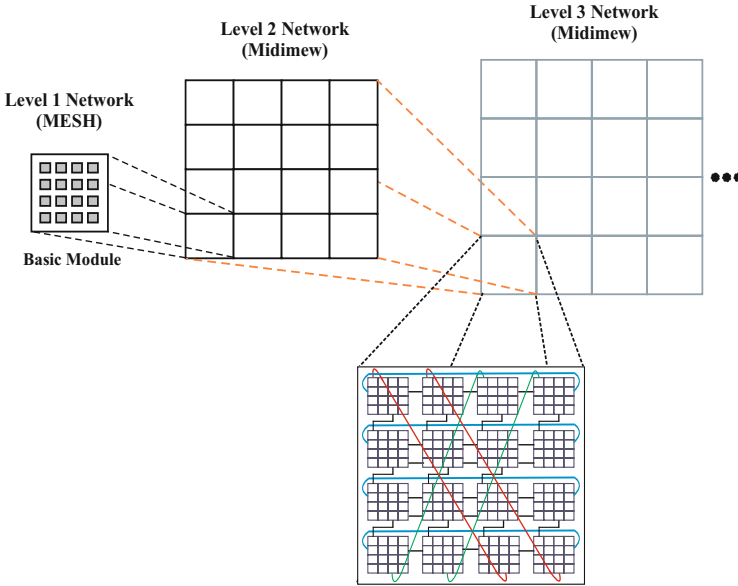 Level 3 Network
(Midimew)
Level 2 Network
(Midimew)
Level 1 Network
(MESH)
Basic Module